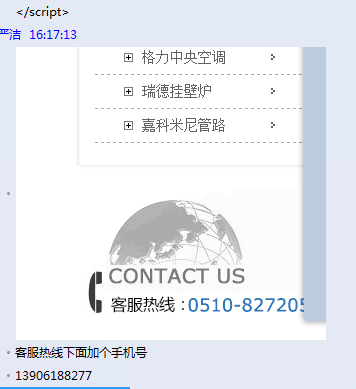 </script>
严洁 16:17:13
格力中央空调
瑞德挂壁炉
嘉科米尼管路
CONTACT US
客服热线：0510-827205
客服热线下面加个手机号
13906188277